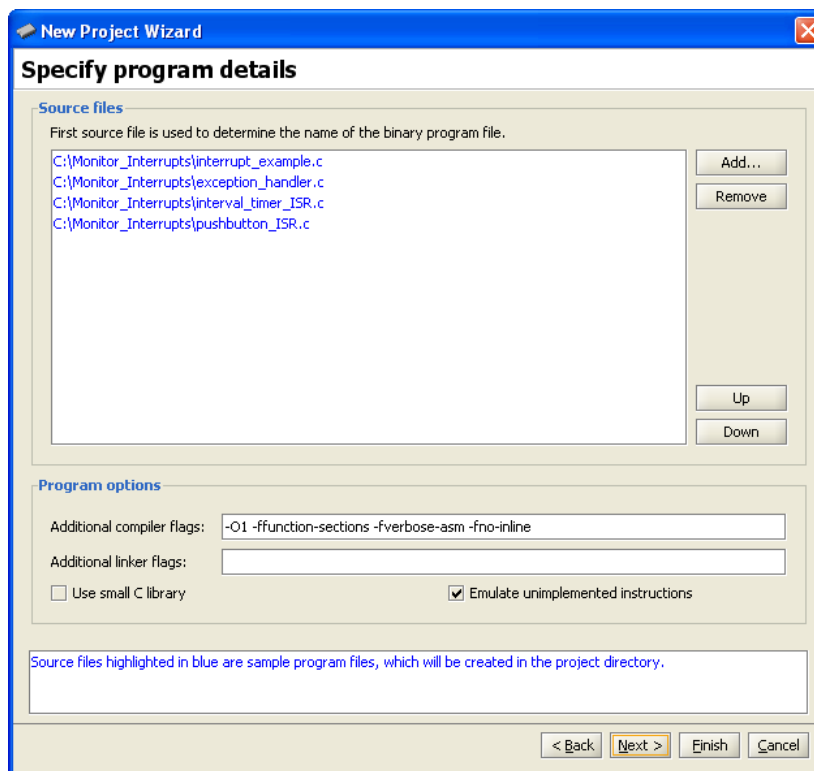 New Project Wizard
Specify program details
Source files
First source file is used to determine the name of the binary program file.
C:\Monitor_Interrupts\interrupt_example.c
C:\Monitor_Interrupts\exception_handler.c
C:\Monitor_Interrupts\interval_timer_ISR.c
C:\Monitor_Interrupts\pushbutton_ISR.c
Add...
Remove
Up
Down
Program options
Additional compiler flags: -O1 -ffunction-sections -fverbose-asm -fno-inline
Additional linker flags:
Use small C library Emulate unimplemented instructions
Source files highlighted in blue are sample program files, which will be created in the project directory.
< Back Next > Finish Cancel